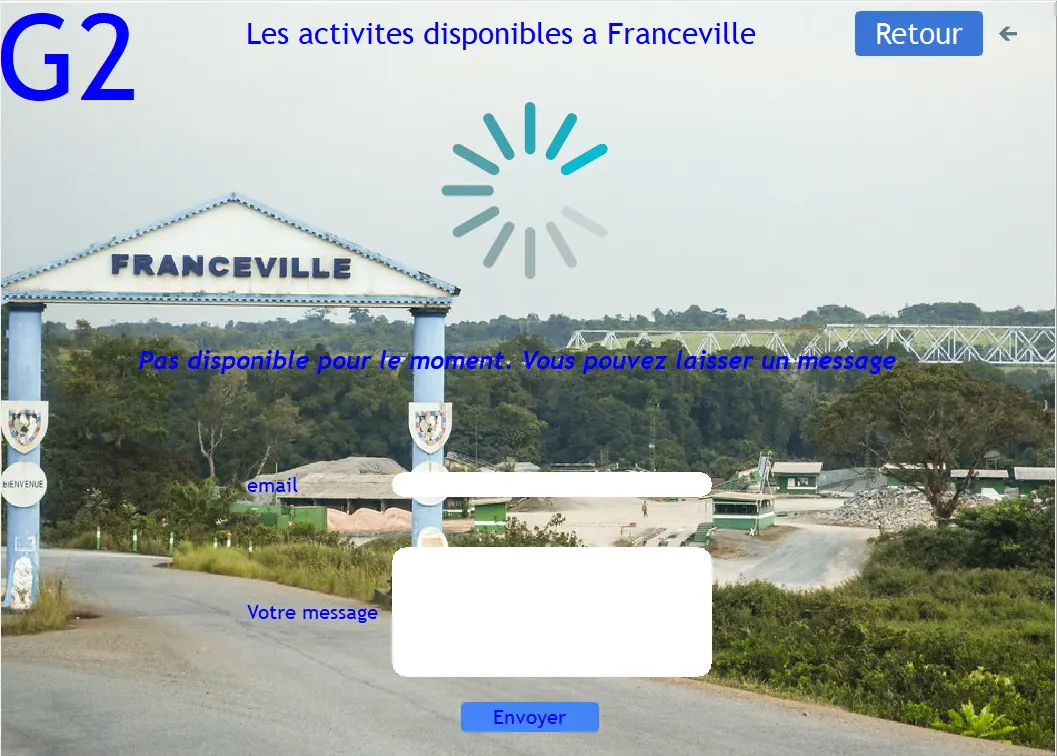 G2
Les activites disponibles a Franceville
Retour
FRANCEVILLE
Pas disponible pour le moment. Vous pouvez laisser un message
BIENVENUE
email
Votre message
Envoyer